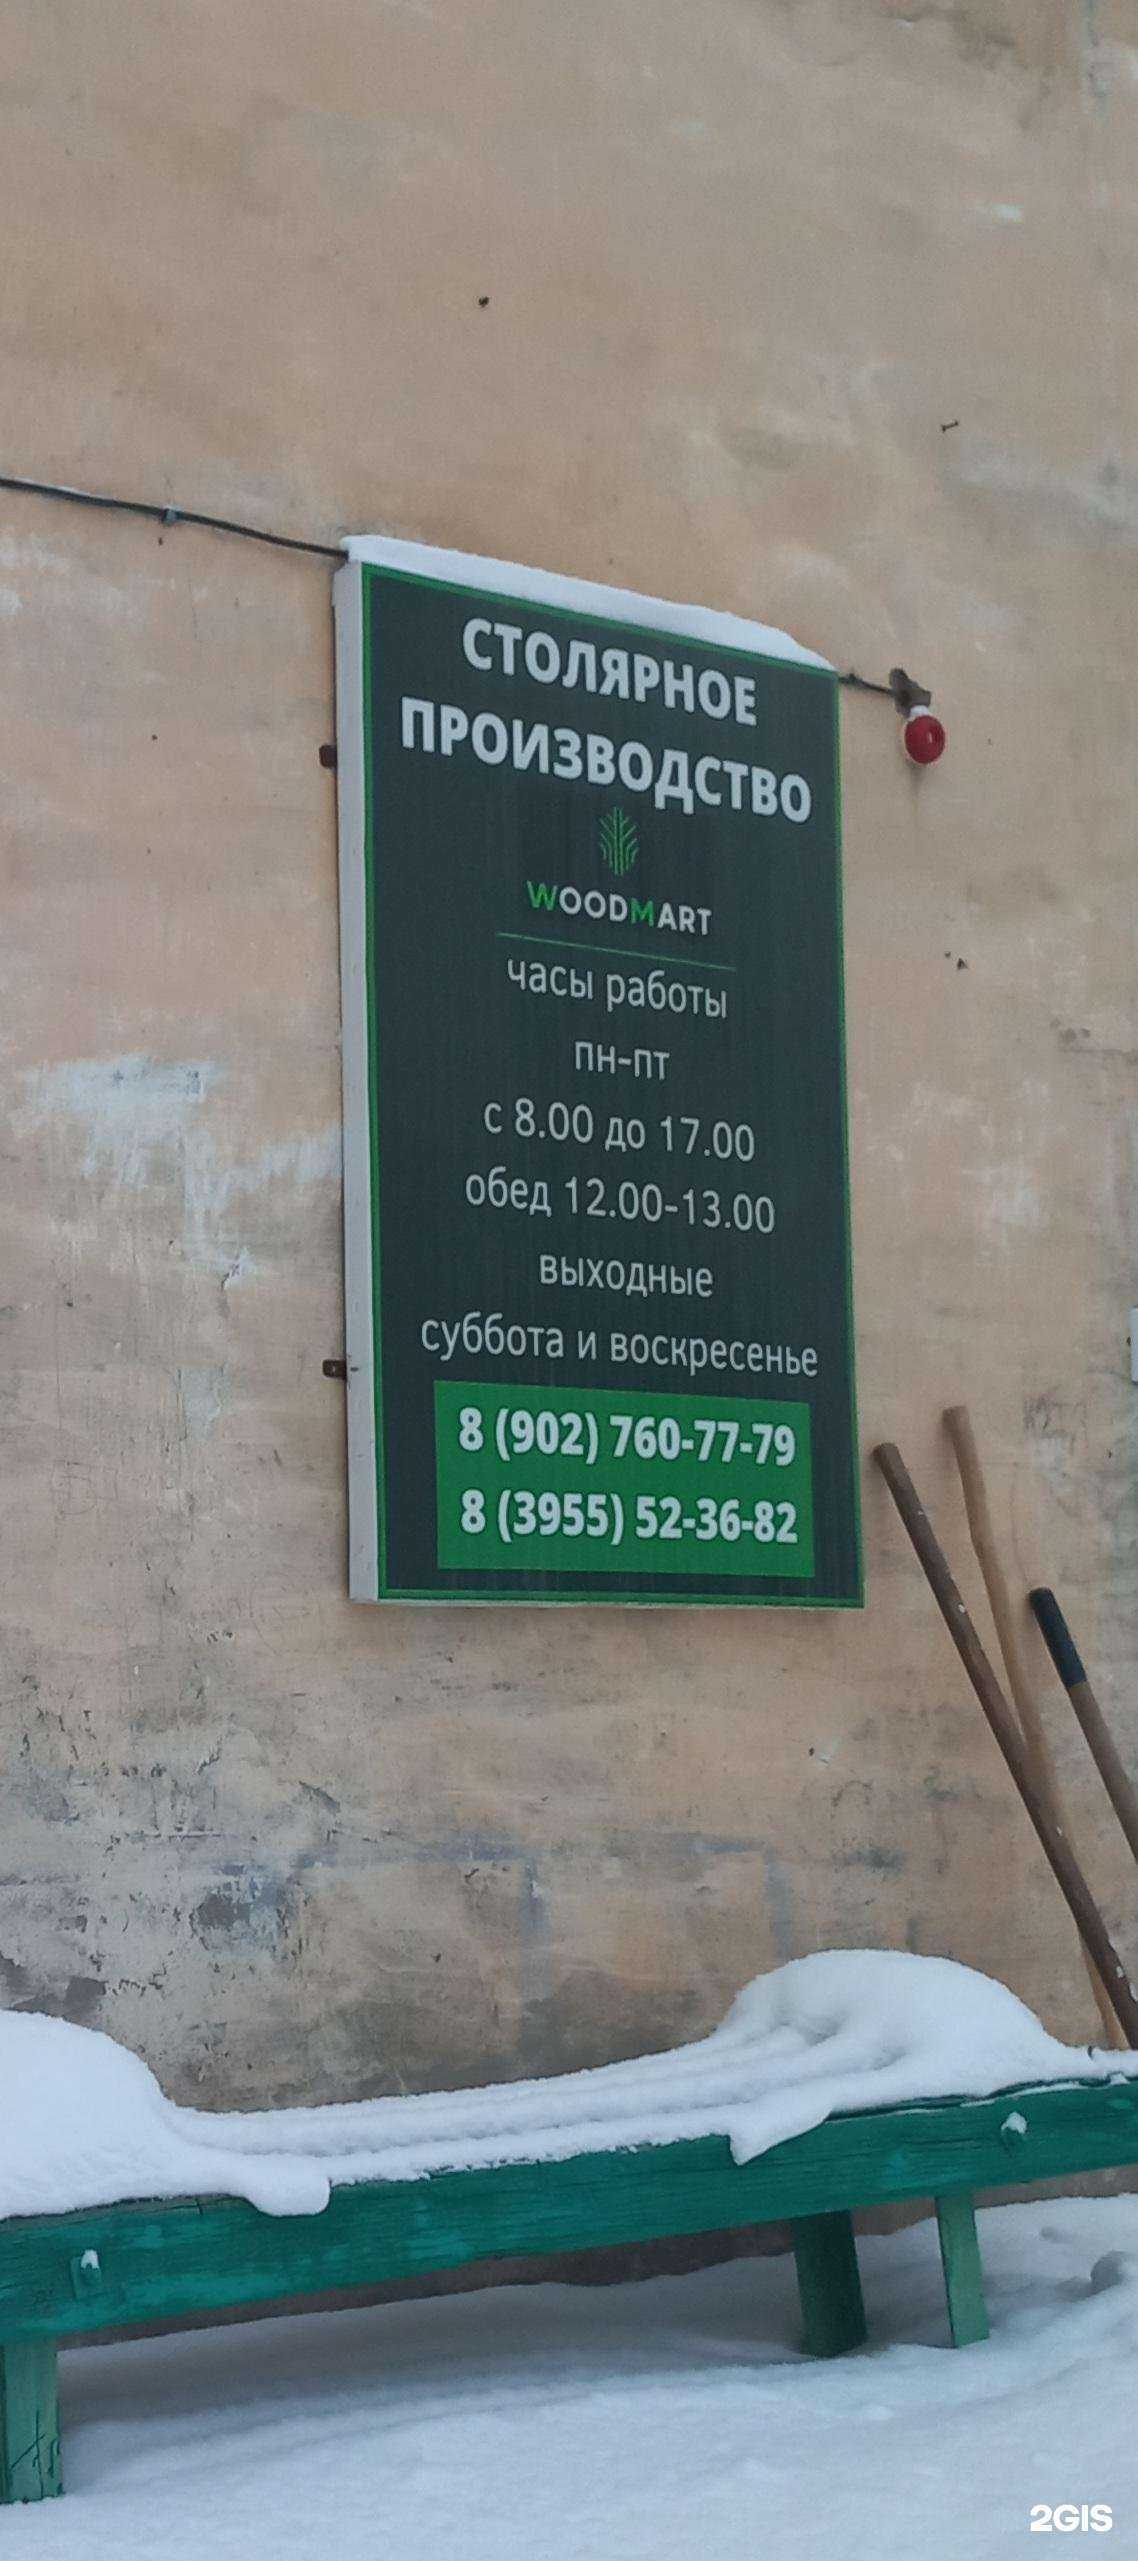 СТОЛЯРНОЕ
ПРОИЗВОДСТВО
WOODMART
часы работы
пн-пт
с 8.00 до 17.00
обед 12.00-13.00
выходные
суббота и воскресенье
8 (902) 760-77-79
8 (3955) 52-36-82
2GIS